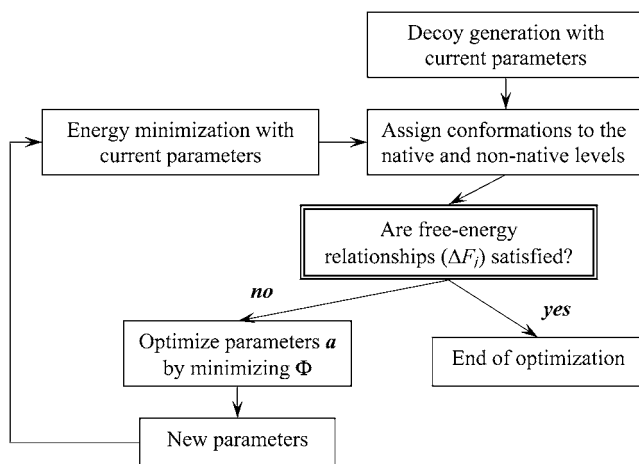 Decoy generation with
current parameters
Energy minimization with
current parameters
Assign conformations to the
native and non-native levels
Are free-energy
relationships (ΔFj) satisfied?
no
yes
Optimize parameters a
by minimizing Φ
End of optimization
New parameters